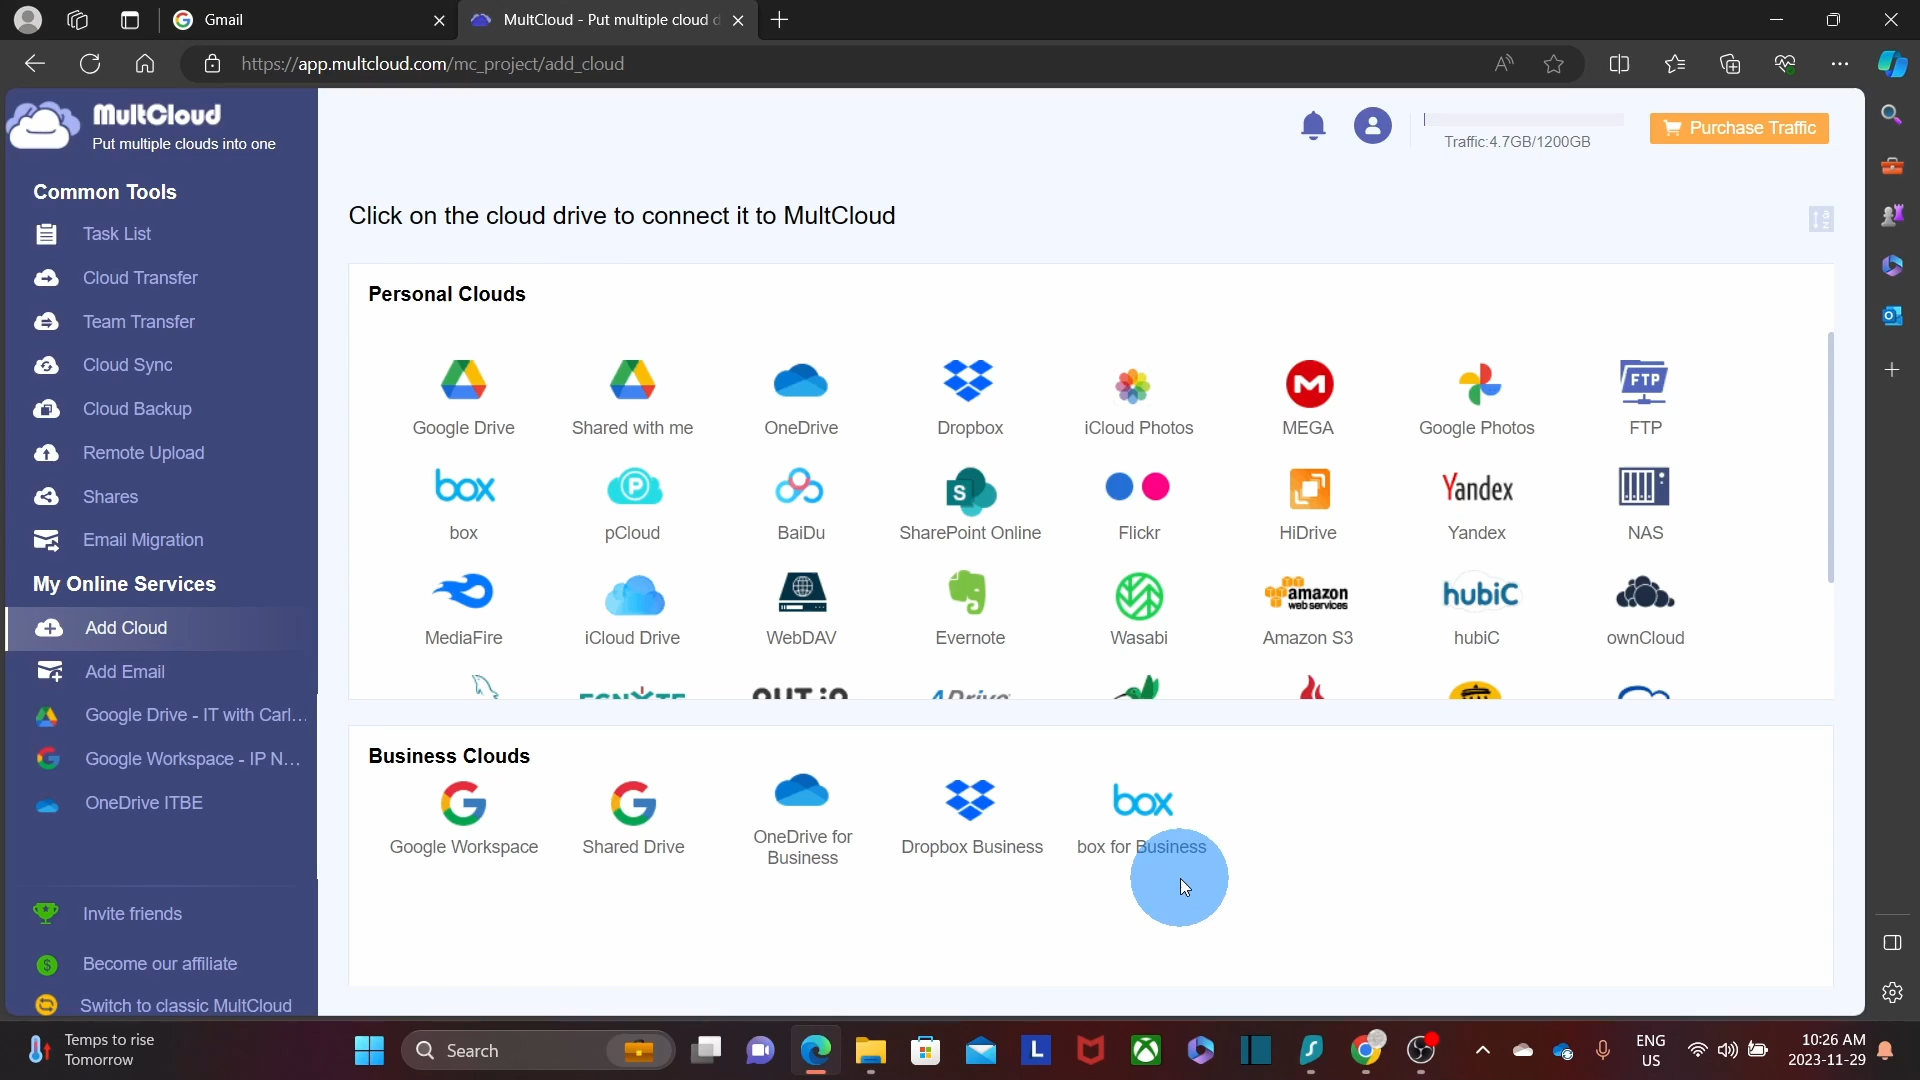 Gmail
MultCloud - Put multiple cloud d
https://app.multcloud.com/mc_project/add_cloud
MultCloud
Put multiple clouds into one
Traffic:4.7GB/1200GB
Purchase Traffic
Common Tools
Task List
Cloud Transfer
Team Transfer
Cloud Sync
Cloud Backup
Remote Upload
Shares
Email Migration
My Online Services
Add Cloud
Add Email
Google Drive - IT with Carl...
Google Workspace - IP N...
OneDrive ITBE
Invite friends
Become our affiliate
Switch to classic MultCloud
Click on the cloud drive to connect it to MultCloud
Personal Clouds
FTP
Google Drive
Shared with me
OneDrive
Dropbox
iCloud Photos
MEGA
Google Photos
FTP
box
Yandex
box
pCloud
BaiDu
SharePoint Online
Flickr
HiDrive
Yandex
NAS
amazon
web services
hubiC
MediaFire
iCloud Drive
WebDAV
Evernote
Wasabi
Amazon S3
hubiC
ownCloud
Business Clouds
box
Google Workspace
Shared Drive
OneDrive for
Business
Dropbox Business
box for Business
Temps to rise
Tomorrow
Search
ENG
US
10:26 AM
2023-11-29